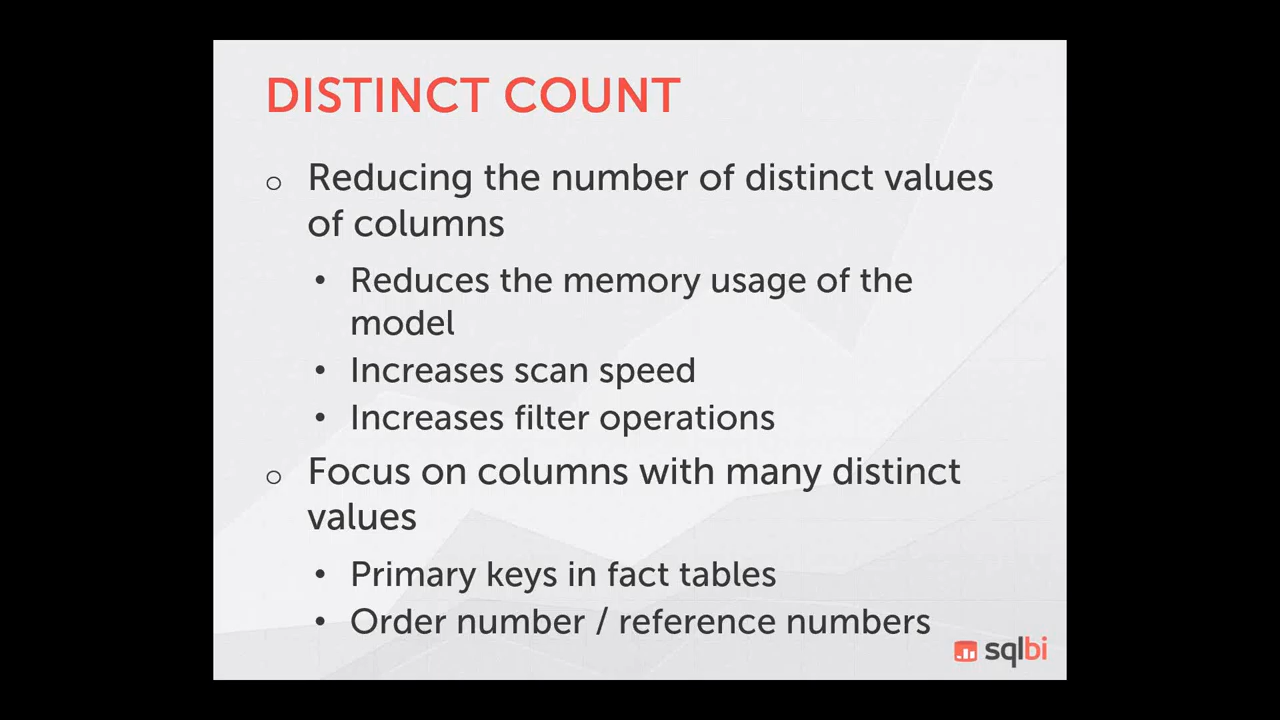 DISTINCT COUNT
o Reducing the number of distinct values
of columns
• Reduces the memory usage of the
model
• Increases scan speed
• Increases filter operations
o Focus on columns with many distinct
values
• Primary keys in fact tables
• Order number / reference numbers
sqlbi